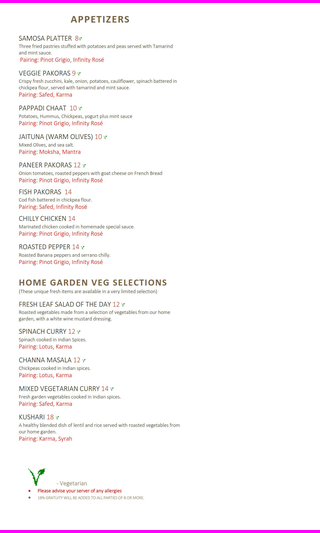 APPETIZERS
SAMOSA PLATTER 8
Three fried pastries stuffed with potatoes and peas served with Tamarind
and mint sauce.
Pairing: Pinot Grigio, Infinity Rosé
VEGGIE PAKORAS 9
Crispy fresh zucchini, kale, onion, potatoes, cauliflower, spinach battered in
chickpea flour, served with tamarind and mint sauce.
Pairing: Safed, Karma
PAPPADI CHAAT 10
Potatoes, Hummus, Chickpeas, yogurt plus mint sauce
Pairing: Pinot Grigio, Infinity Rosé
JAITUNA (WARM OLIVES) 10
Mixed Olives, and sea salt.
Pairing: Moksha, Mantra
PANEER PAKORAS 12
Onion tomatoes, roasted peppers with goat cheese on French Bread
Pairing: Pinot Grigio, Infinity Rosé
FISH PAKORAS 14
Cod fish battered in chickpea flour.
Pairing: Safed, Infinity Rosé
CHILLY CHICKEN 14
Marinated chicken cooked in homemade special sauce.
Pairing: Pinot Grigio, Infinity Rosé
ROASTED PEPPER 14
Roasted Banana peppers and serrano chilly.
Pairing: Pinot Grigio, Infinity Rosé
HOME GARDEN VEG SELECTIONS
(These unique fresh items are available in a very limited selection)
FRESH LEAF SALAD OF THE DAY 12
Roasted vegetables made from a selection of vegetables from our home
garden, with a white wine mustard dressing.
SPINACH CURRY 12
Spinach cooked in Indian Spices.
Pairing: Lotus, Karma
CHANNA MASALA 12
Chickpeas cooked in Indian spices.
Pairing: Lotus, Karma
MIXED VEGETARIAN CURRY 14
Fresh garden vegetables cooked in Indian spices.
Pairing: Safed, Karma
KUSHARI 18
A healthy blended dish of lentil and rice served with roasted vegetables from
our home garden.
Pairing: Karma, Syrah
- Vegetarian
• Please advise your server of any allergies
• 18% GRATUITY WILL BE ADDED TO ALL PARTIES OF 6 OR MORE.